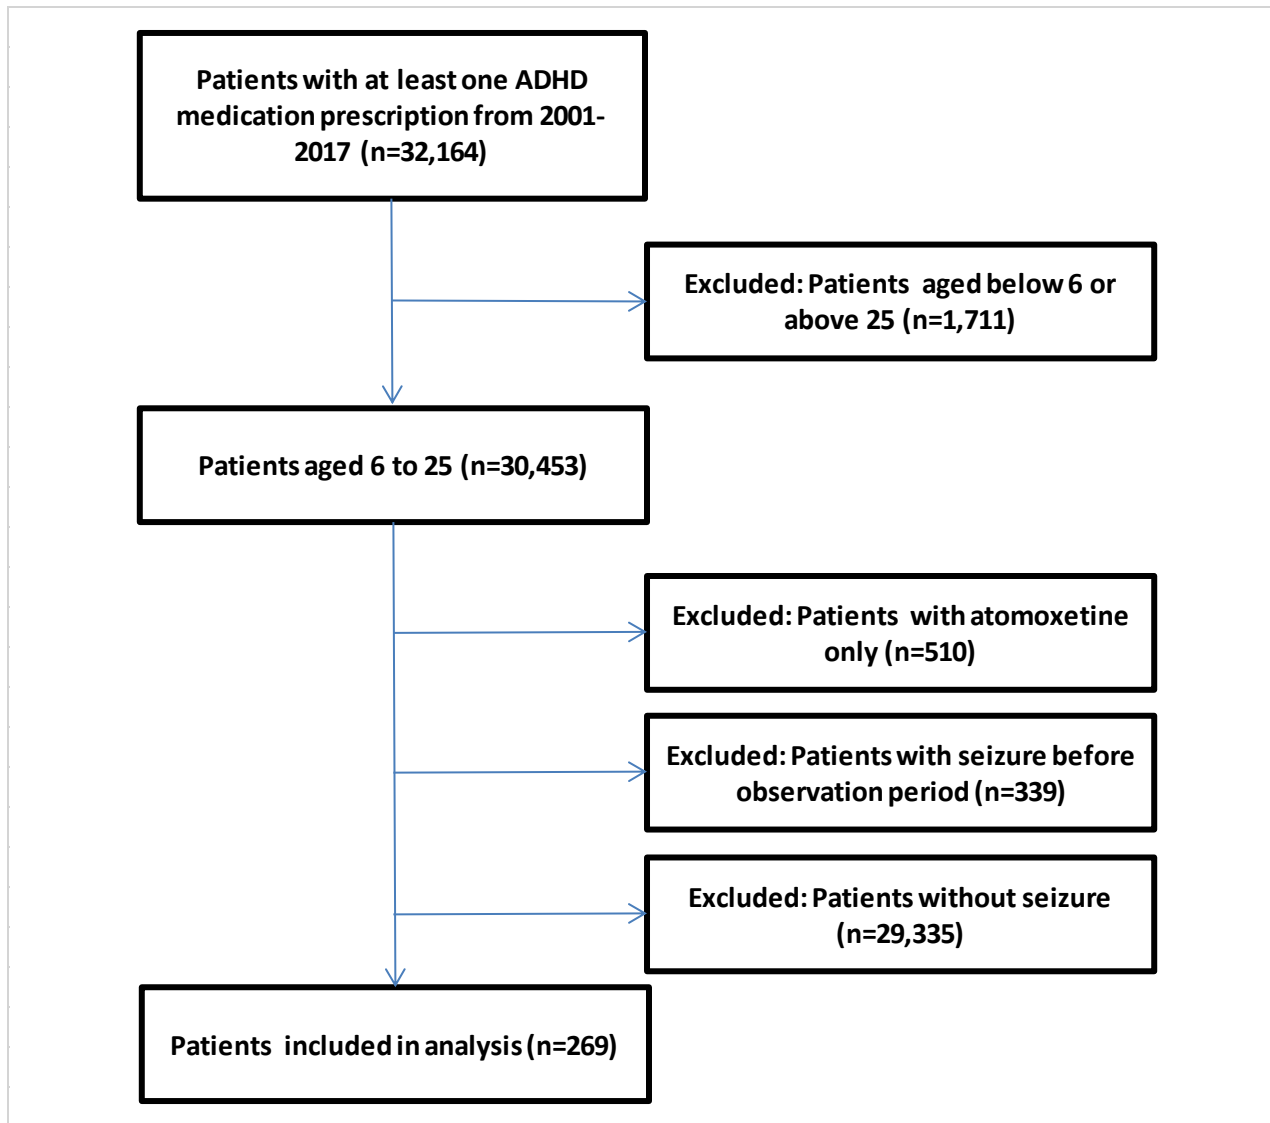 Patients with at least one ADHD
medication prescription from 2001-
2017 (n=32,164)
Excluded: Patients aged below 6 or
above 25 (n=1,711)
Patients aged 6 to 25 (n=30,453)
Excluded: Patients with atomoxetine
only (n=510)
Excluded: Patients with seizure before
observation period (n=339)
Excluded: Patients without seizure
(n=29,335)
Patients included in analysis (n=269)